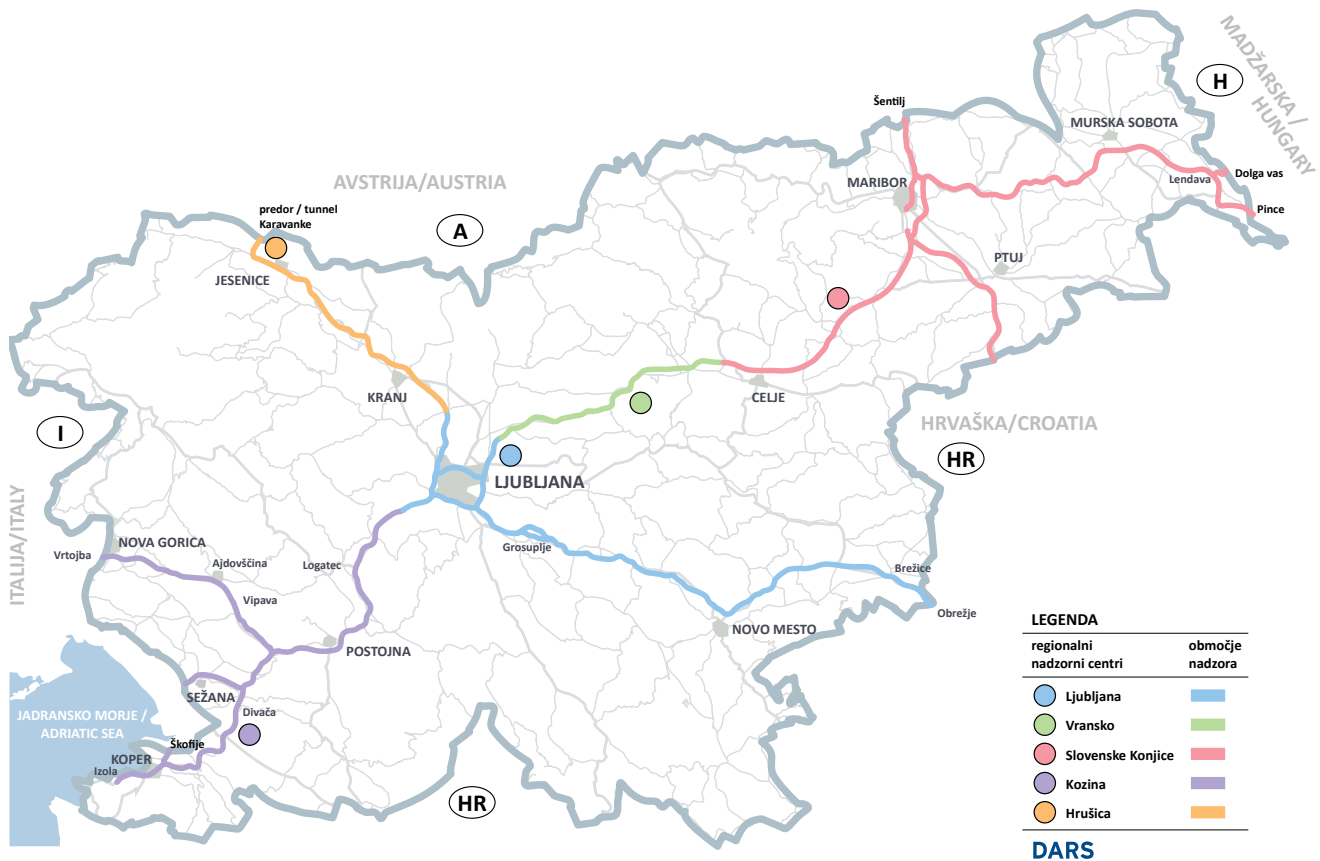 MADŽARSKA /
HUNGARY
H
Šentilj
MURSKA SOBOTA
Dolga vas
Lendava
Pince
MARIBOR
AVSTRIJA/AUSTRIA
A
predor / tunnel
Karavanke
JESENICE
PTUJ
KRANJ
CELJE
I
HRVAŠKA/CROATIA
HR
LJUBLJANA
ITALIJA/ITALY
NOVA GORICA
Vrtojba
Ajdovščina
Logatec
Grosuplje
Vipava
Brežice
Obrežje
NOVO MESTO
POSTOJNA
SEŽANA
Divača
JADRANSKO MORJE /
ADRIATIC SEA
Škofije
KOPER
Izola
HR
LEGENDA
regionalni
nadzorni centri
območje
nadzora
Ljubljana
Vransko
Slovenske Konjice
Kozina
Hrušica
DARS